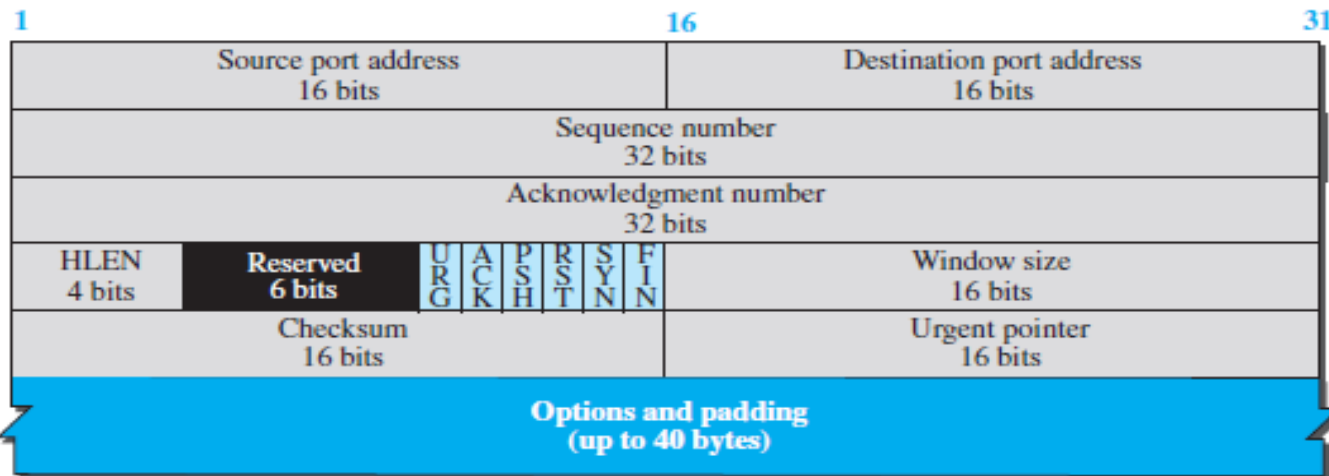 1 16 31
Source port address Destination port address
16 bits 16 bits
Sequence number
32 bits
Acknowledgment number
32 bits
HLEN Reserved URG ACK PSH RST SYN FIN Window size
4 bits 6 bits 16 bits
Checksum Urgent pointer
16 bits 16 bits
Options and padding
(up to 40 bytes)